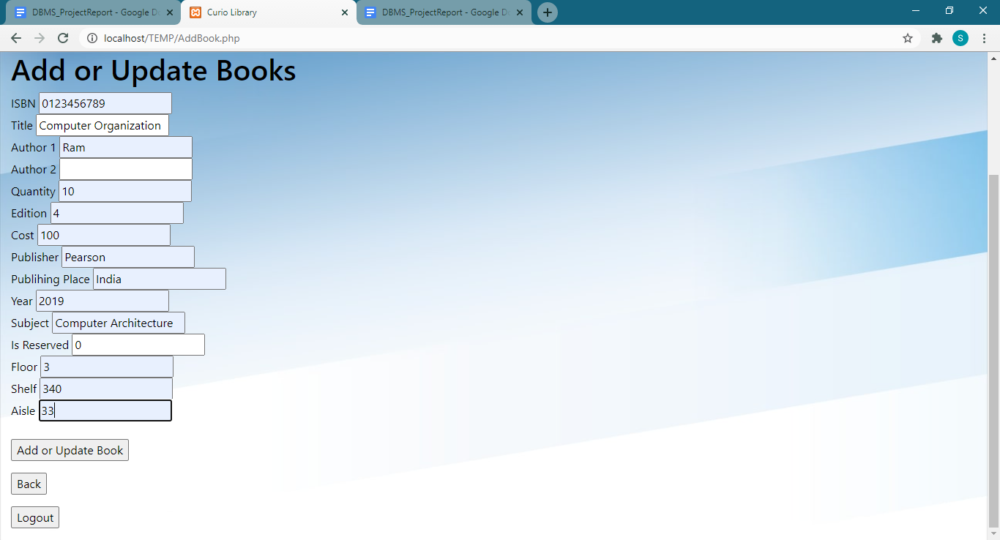 DBMS_ProjectReport - Google D
Curio Library
DBMS_ProjectReport - Google D
localhost/TEMP/AddBook.php
S
Add or Update Books
ISBN 0123456789
Title Computer Organization
Author 1 Ram
Author 2
Quantity 10
Edition 4
Cost 100
Publisher Pearson
Publihing Place India
Year 2019
Subject Computer Architecture
Is Reserved 0
Floor 3
Shelf 340
Aisle 33
Add or Update Book
Back
Logout